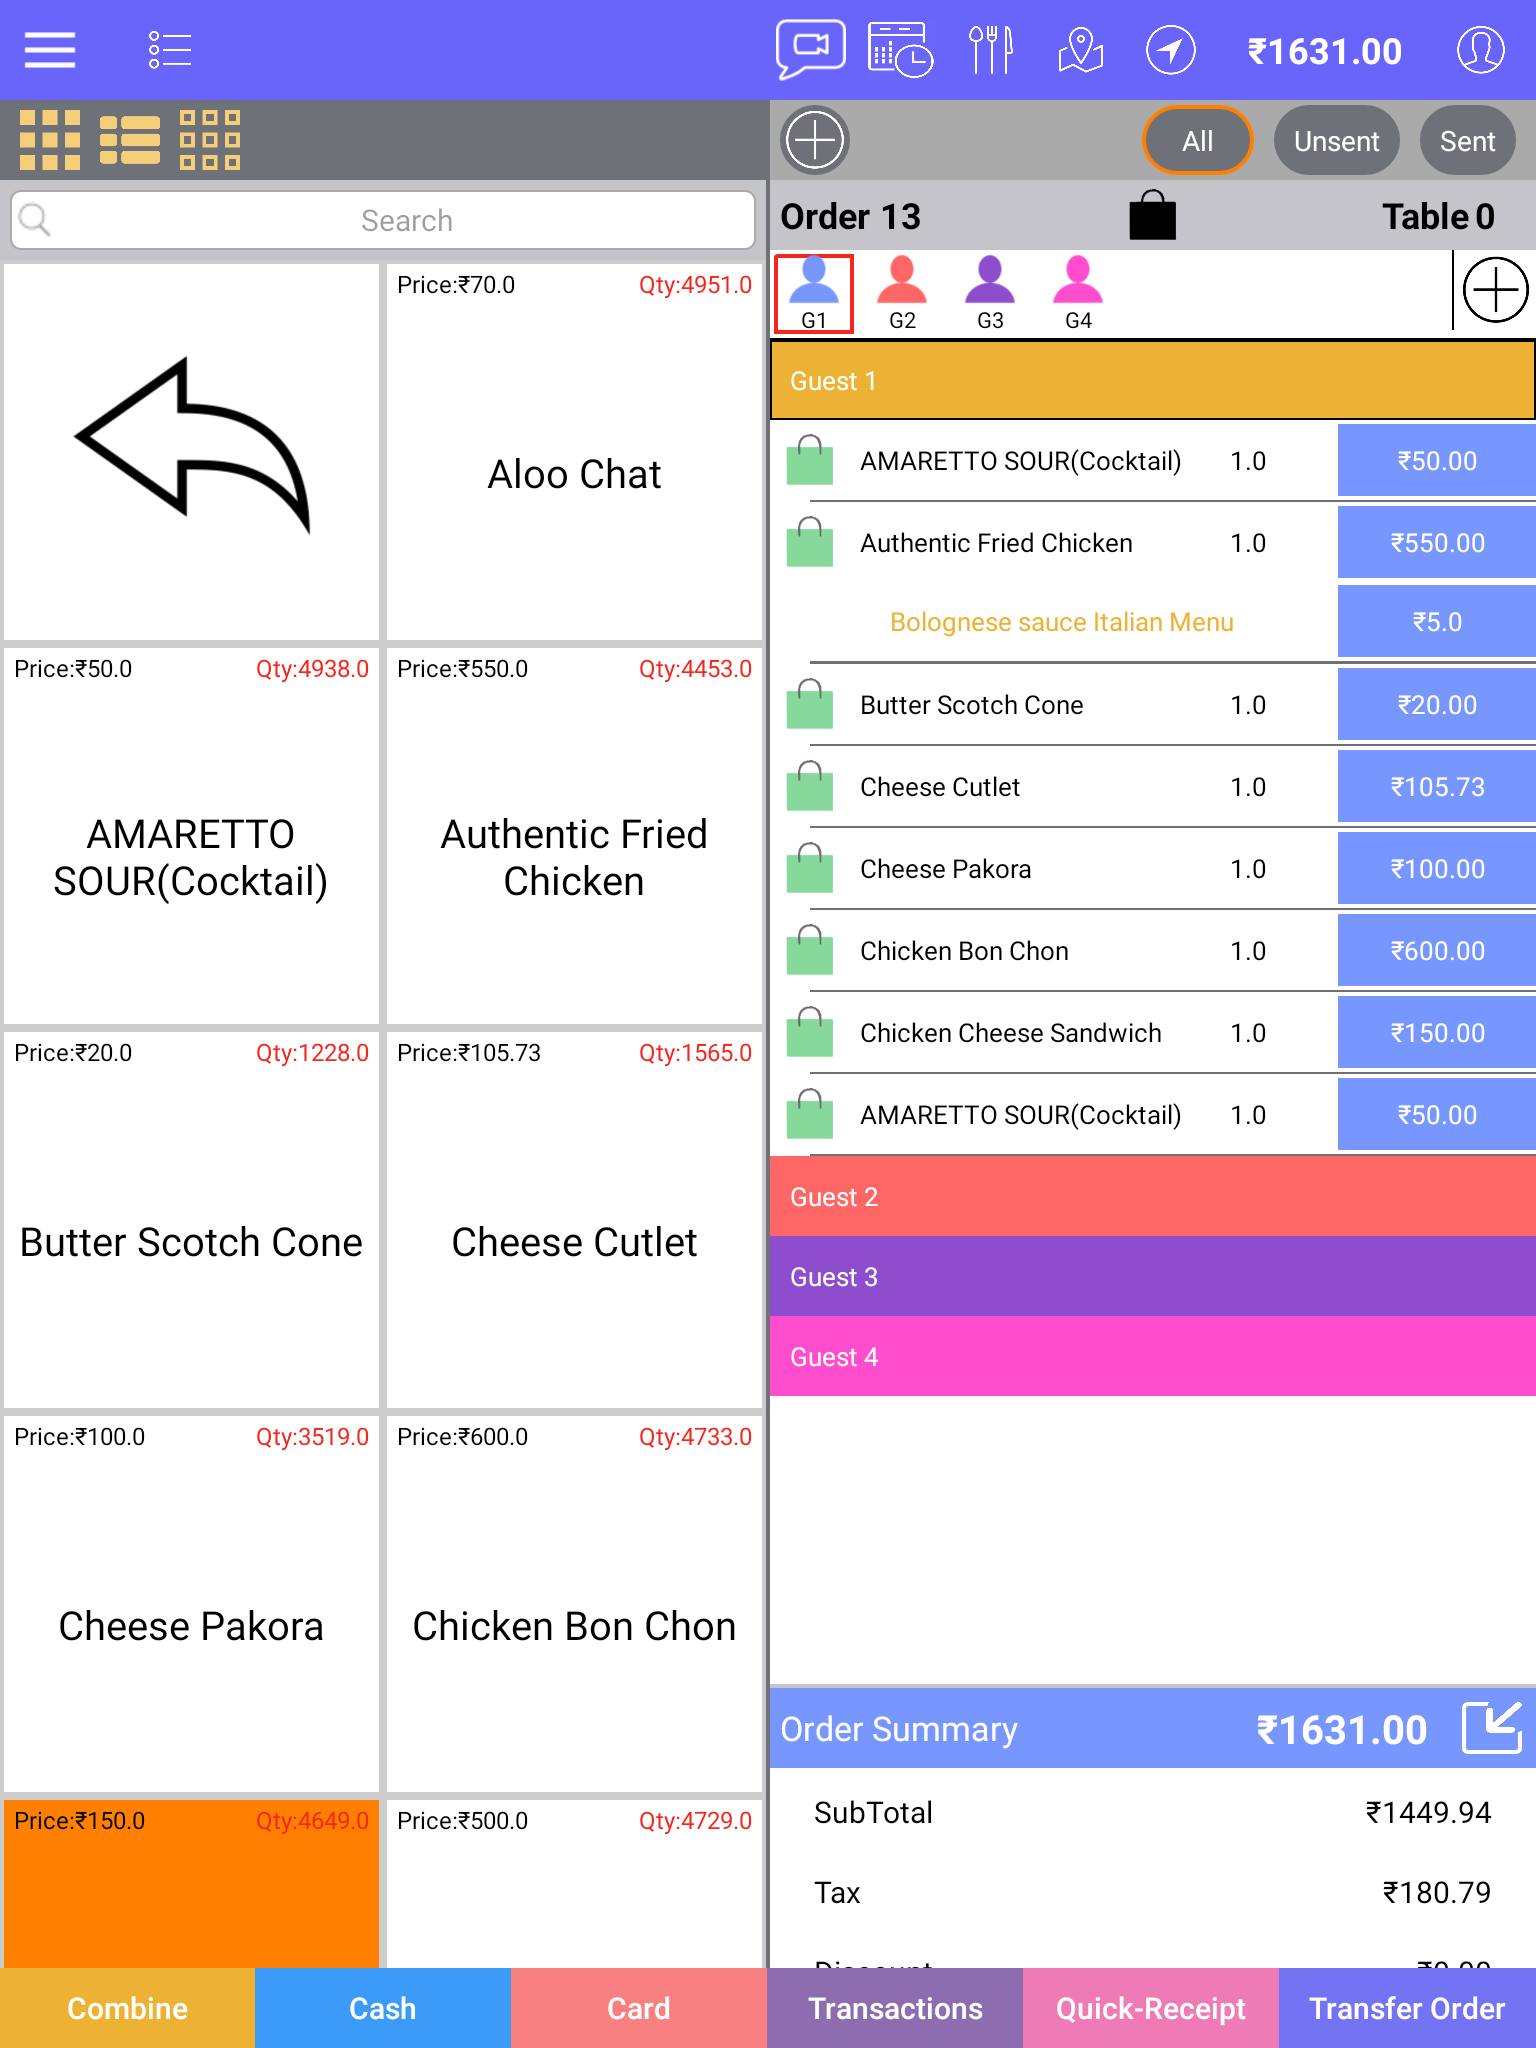 ₹1631.00
All
Unsent
Sent
Search
Order 13
Table 0
G1
G2
G3
G4
Price:₹70.0 Qty:4951.0
Aloo Chat
Price:₹50.0 Qty:4938.0
AMARETTO
SOUR(Cocktail)
Price:₹550.0 Qty:4453.0
Authentic Fried
Chicken
Price:₹20.0 Qty:1228.0
Butter Scotch Cone
Price:₹105.73 Qty:1565.0
Cheese Cutlet
Price:₹100.0 Qty:3519.0
Cheese Pakora
Price:₹600.0 Qty:4733.0
Chicken Bon Chon
Price:₹150.0 Qty:4649.0
Price:₹500.0 Qty:4729.0
Guest 1
AMARETTO SOUR(Cocktail) 1.0 ₹50.00
Authentic Fried Chicken 1.0 ₹550.00
Bolognese sauce Italian Menu ₹5.0
Butter Scotch Cone 1.0 ₹20.00
Cheese Cutlet 1.0 ₹105.73
Cheese Pakora 1.0 ₹100.00
Chicken Bon Chon 1.0 ₹600.00
Chicken Cheese Sandwich 1.0 ₹150.00
AMARETTO SOUR(Cocktail) 1.0 ₹50.00
Guest 2
Guest 3
Guest 4
Order Summary ₹1631.00
SubTotal ₹1449.94
Tax ₹180.79
Discount ₹0.00
Combine
Cash
Card
Transactions
Quick-Receipt
Transfer Order